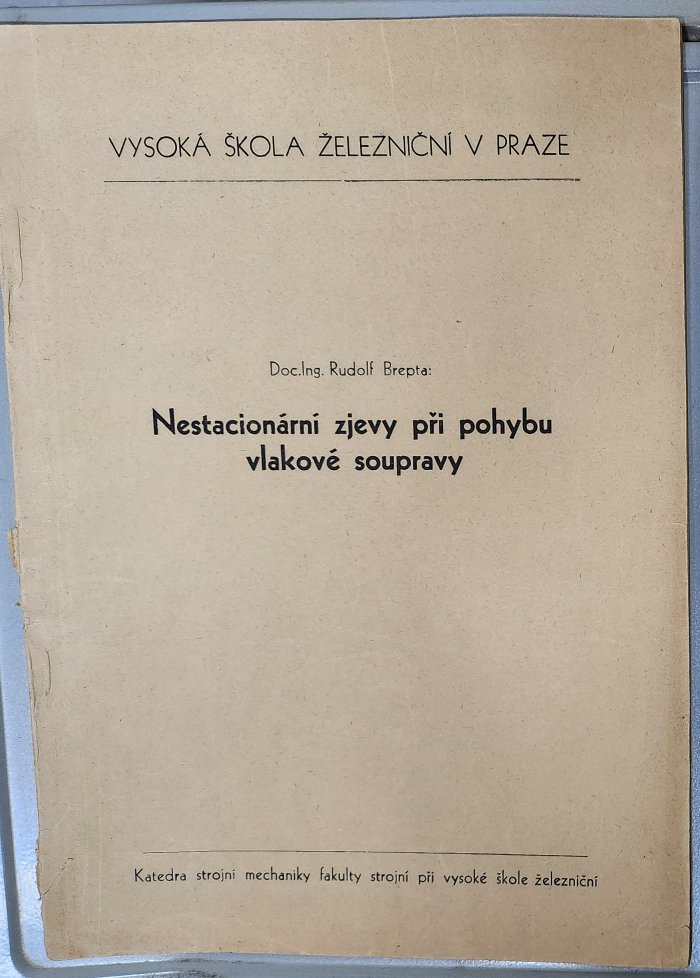 VYSOKÁ ŠKOLA ŽELEZNIČNÍ V PRAZE
Doc.Ing. Rudolf Brepta:
Nestacionární zjevy při pohybu
vlakové soupravy
Katedra strojní mechaniky fakulty strojní při vysoké škole železniční